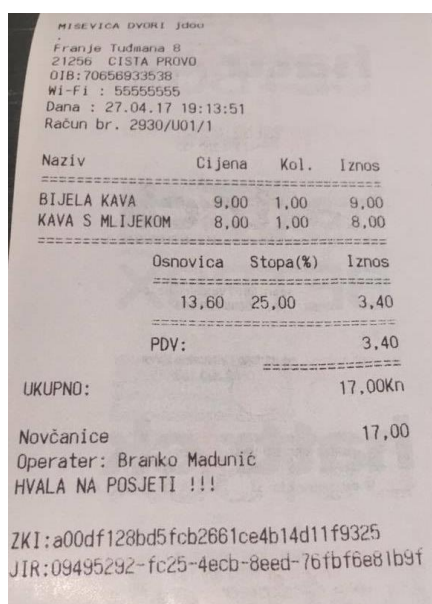 MISEVICA DVORI jdoo
.
Franje Tuđmana 8
21256 CISTA PROVO
OIB:70656933538
Wi-Fi : 55555555
Dana : 27.04.17 19:13:51
Račun br. 2930/U01/1
Naziv Cijena Kol. Iznos
======================================
BIJELA KAVA 9,00 1,00 9,00
KAVA S MLIJEKOM 8,00 1,00 8,00
======================================
Osnovica Stopa(%) Iznos
==========================
13,60 25,00 3,40
==========================
PDV: 3,40
===============
UKUPNO: 17,00Kn
Novčanice 17,00
Operater: Branko Madunić
HVALA NA POSJETI !!!
ZKI:a00df128bd5fcb2661ce4b14d11f9325
JIR:09495292-fc25-4ecb-8eed-76fbf6e81b9f